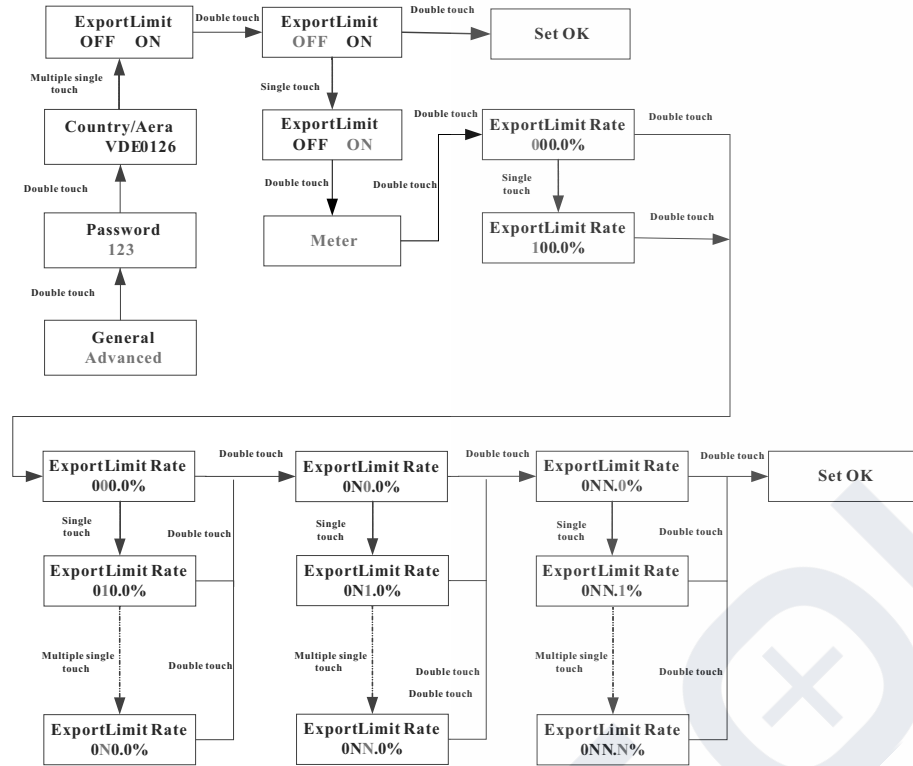 ExportLimit
OFF ON
Double touch
ExportLimit
OFF ON
Double touch
Set OK
Multiple single
touch
Single touch
Country/Aera
VDE0126
ExportLimit
OFF ON
Double touch
ExportLimit Rate
000.0%
Double touch
Double touch
Double touch
Double touch
Single
touch
Password
123
Meter
ExportLimit Rate
100.0%
Double touch
Double touch
General
Advanced
ExportLimit Rate
000.0%
Double touch
ExportLimit Rate
0N0.0%
Double touch
ExportLimit Rate
0NN.0%
Double touch
Set OK
Single
touch
Double touch
Single
touch
Double touch
Single
touch
Double touch
ExportLimit Rate
010.0%
ExportLimit Rate
0N1.0%
ExportLimit Rate
0NN.1%
Multiple single
touch
Double touch
Multiple single
touch
Double touch
Double touch
Multiple single
touch
Double touch
ExportLimit Rate
0N0.0%
ExportLimit Rate
0NN.0%
ExportLimit Rate
0NN.N%